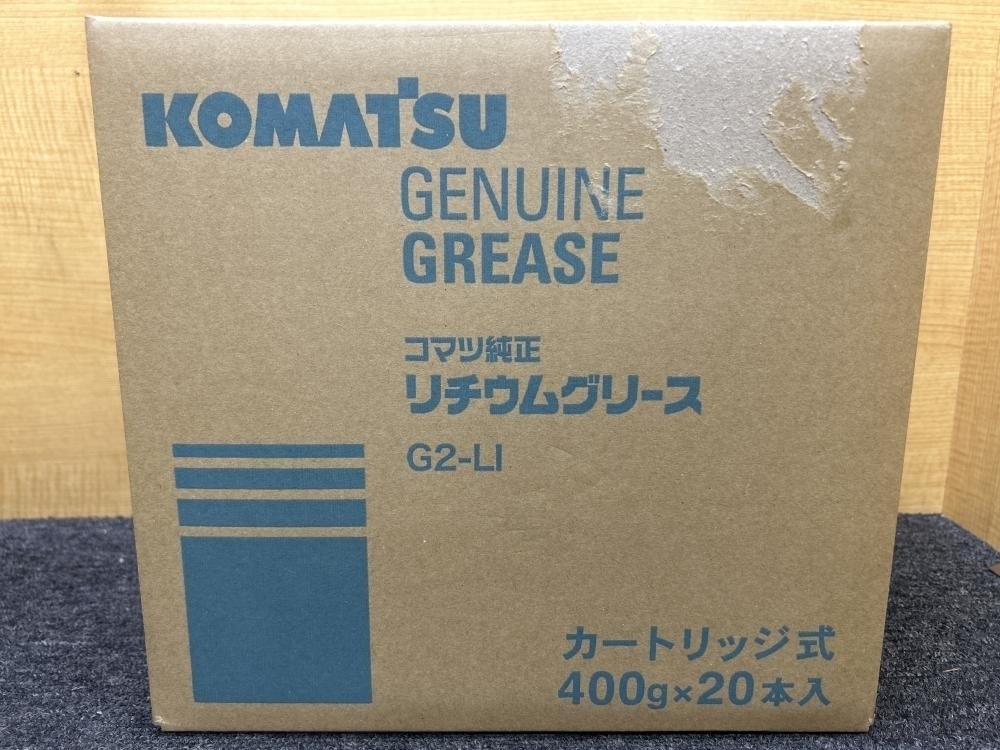 KOMATSU
GENUINE
GREASE
コマツ純正
リチウムグリース
G2-LI
カートリッジ式
400g×20本入